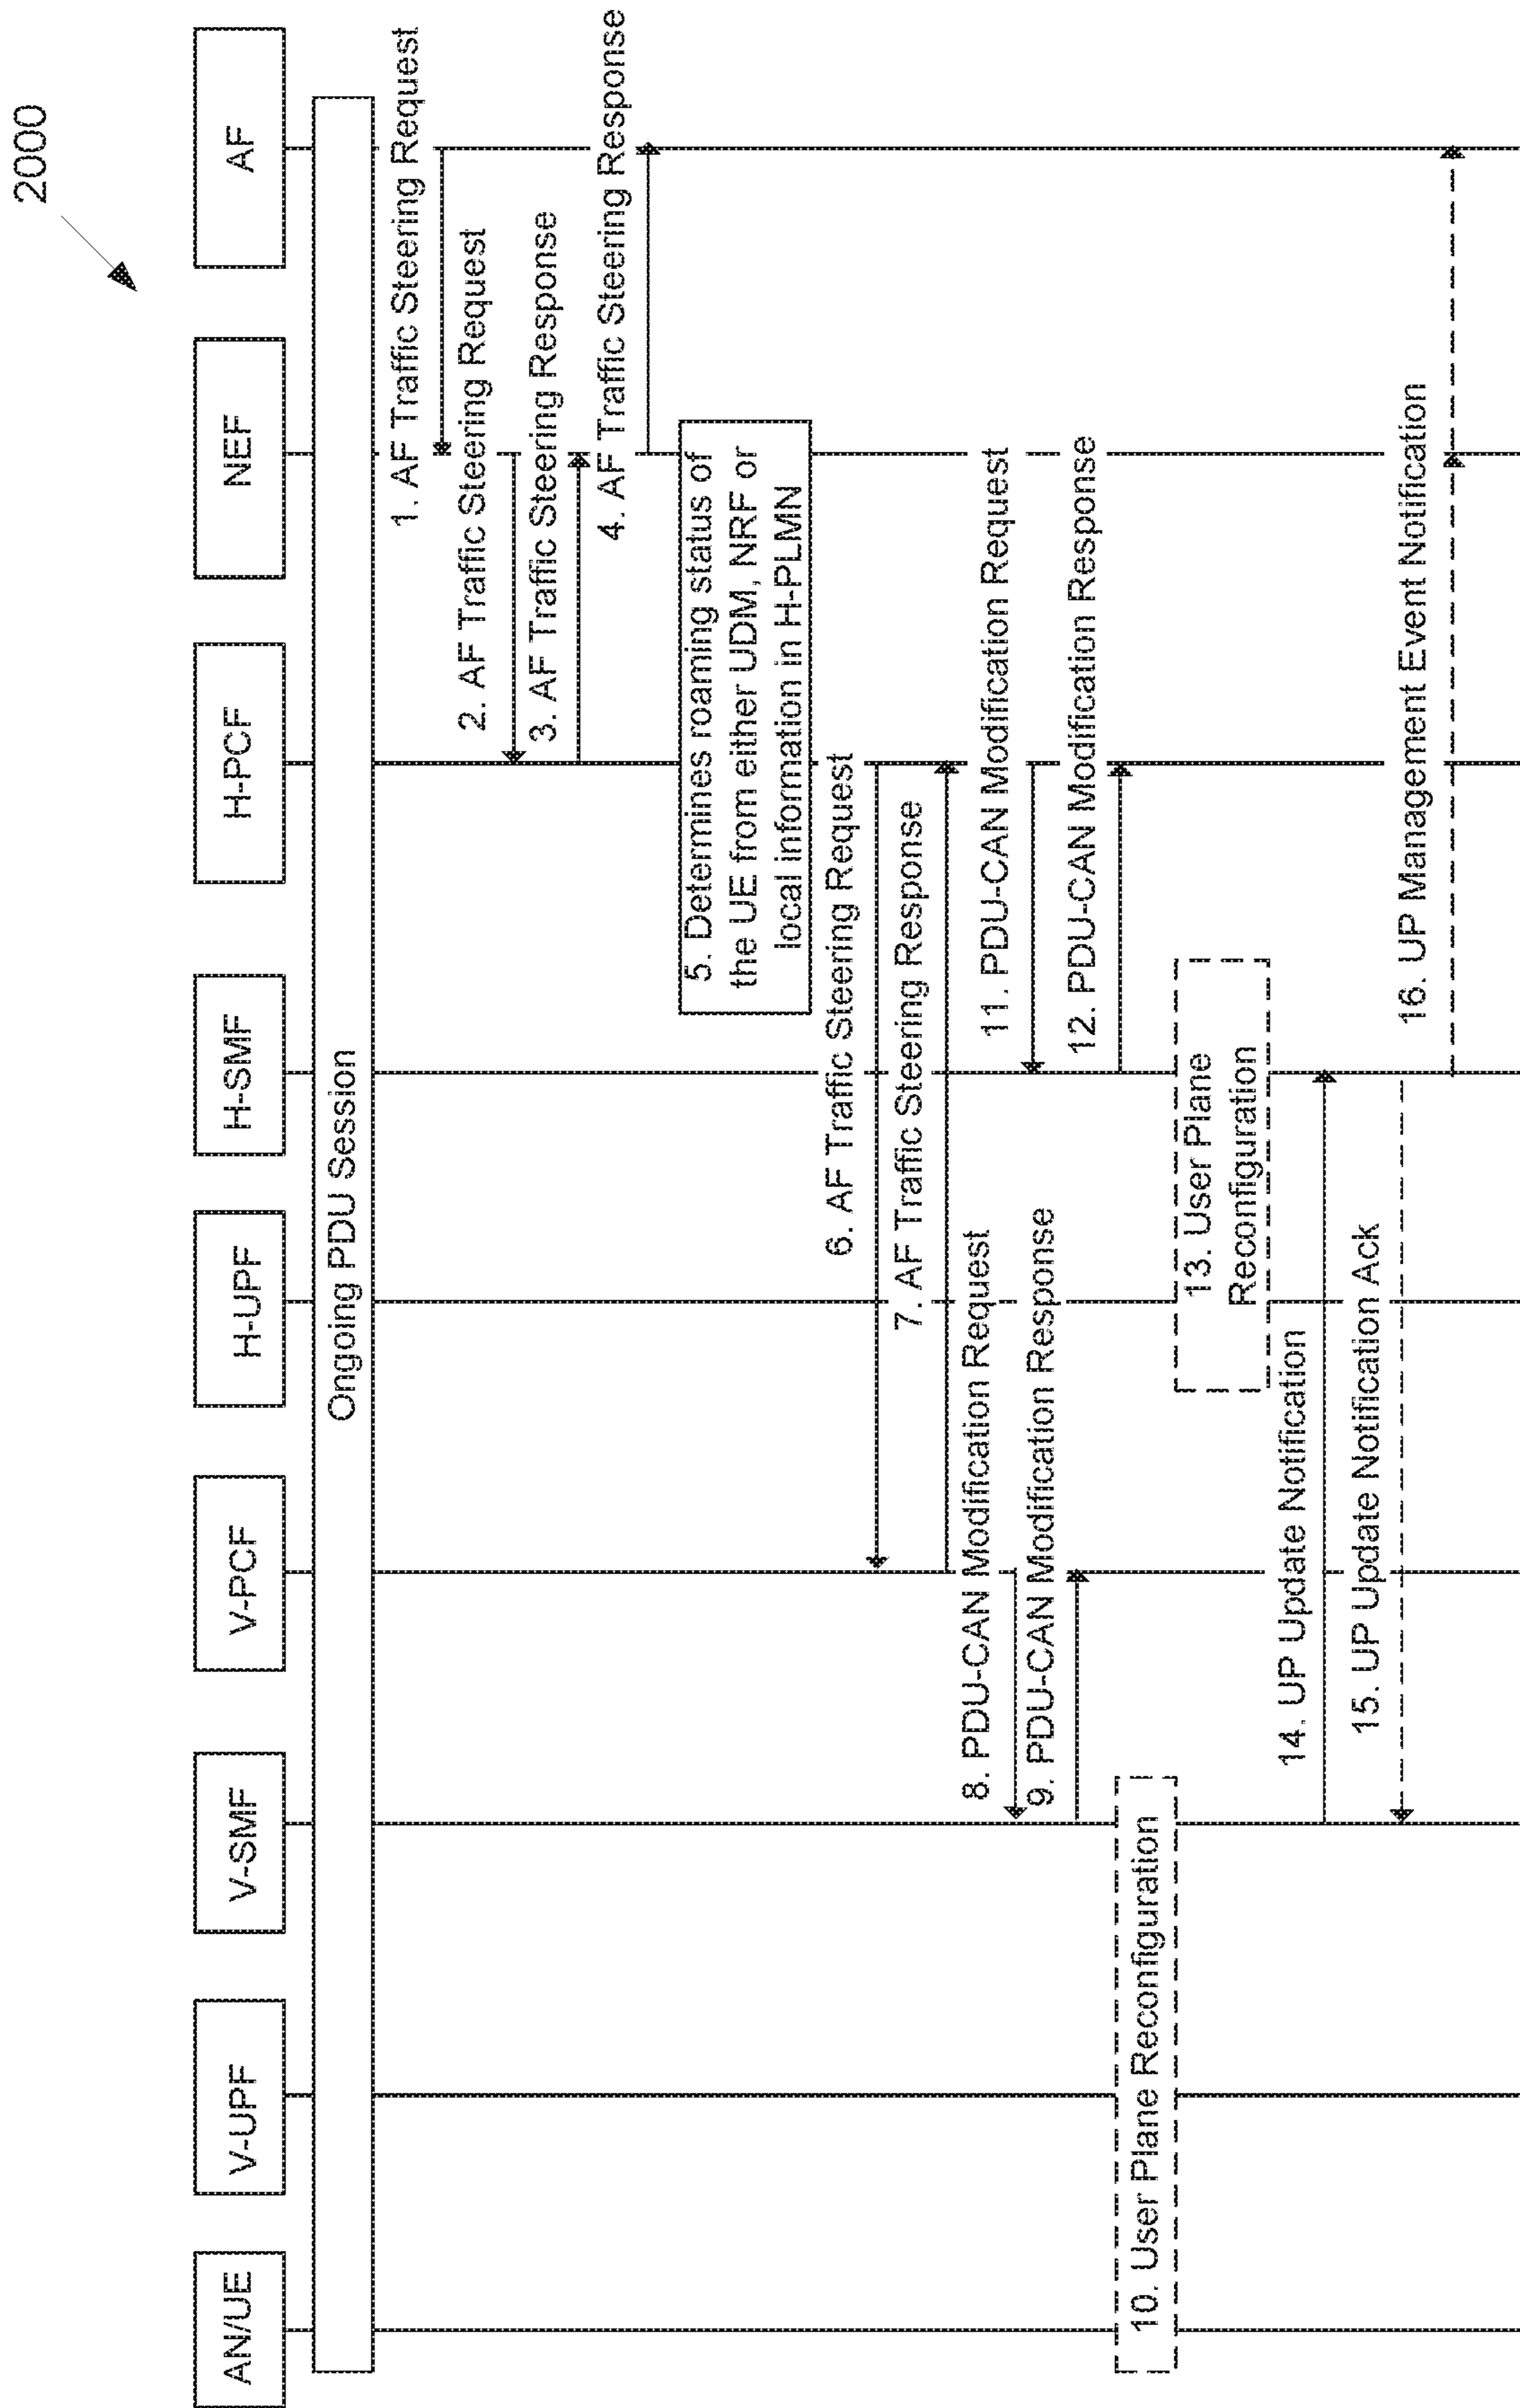 2000
AN/UE
V-UPF
V-SMF
V-PCF
H-UPF
H-SMF
H-PCF
NEF
AF
Ongoing PDU Session
1. AF Traffic Steering Request
2. AF Traffic Steering Request
3. AF Traffic Steering Response
4. AF Traffic Steering Response
5. Determines roaming status of
the UE from either UDM, NRF or
local information in H-PLMN
6. AF Traffic Steering Request
7. AF Traffic Steering Response
8. PDU-CAN Modification Request
9. PDU-CAN Modification Response
10. User Plane Reconfiguration
11. PDU-CAN Modification Request
12. PDU-CAN Modification Response
13. User Plane
Reconfiguration
14. UP Update Notification
15. UP Update Notification Ack
16. UP Management Event Notification